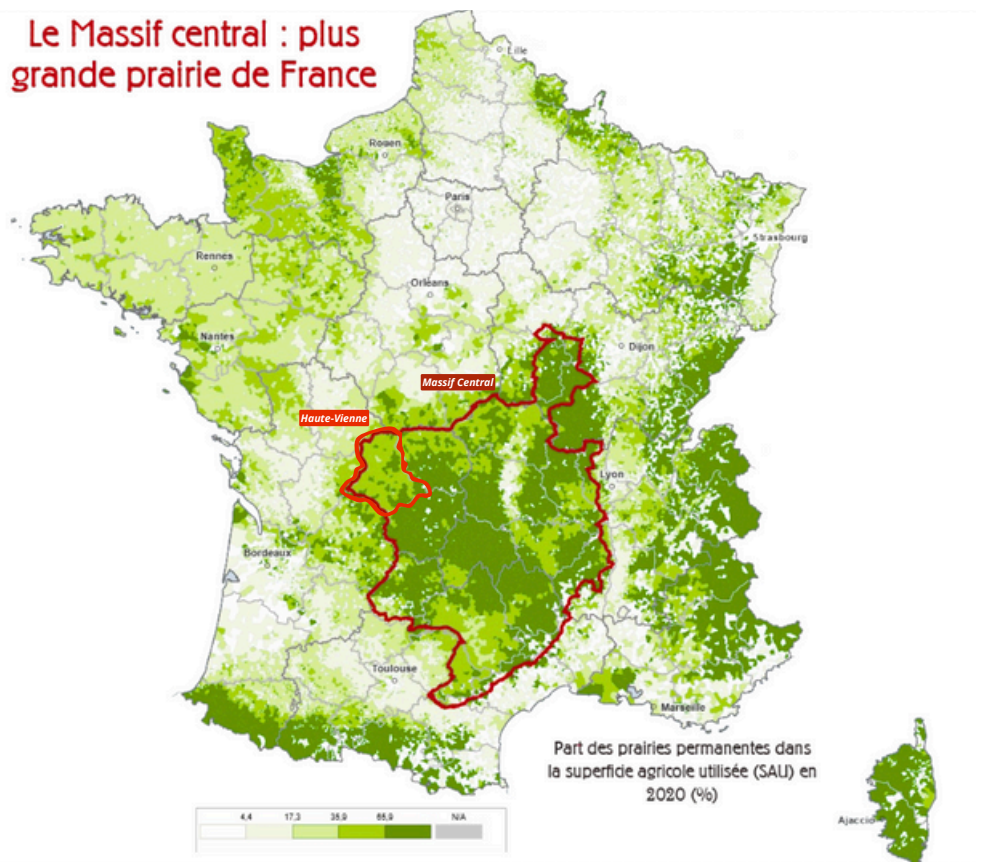 Le Massif central : plus
grande prairie de France
Lille
Rouen
Paris
Strasbourg
Rennes
Orléans
Nantes
Dijon
Massif Central
Haute-Vienne
Lyon
Bordeaux
Toulouse
Marseille
Part des prairies permanentes dans
la superficie agricole utilisée (SAU) en
2020 (%)
4,4 17,3 35,9 65,9 N/A
Ajaccio